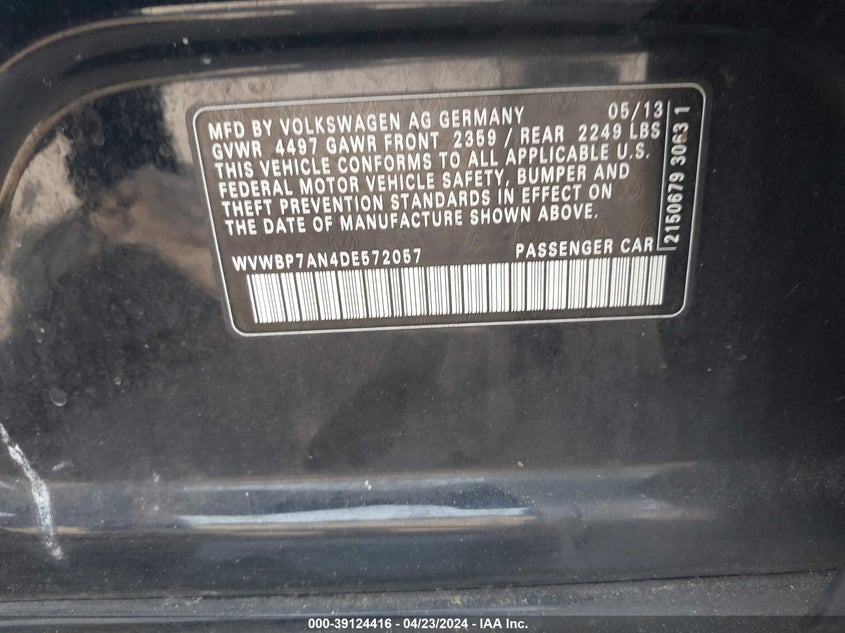 MFD BY VOLKSWAGEN AG GERMANY 05/13
GVWR 4497 GAWR FRONT 2359 / REAR 2249 LBS
THIS VEHICLE CONFORMS TO ALL APPLICABLE U.S.
FEDERAL MOTOR VEHICLE SAFETY, BUMPER AND
THEFT PREVENTION STANDARDS IN EFFECT ON
THE DATE OF MANUFACTURE SHOWN ABOVE.
WVWBP7AN4DE572057 PASSENGER CAR
2150679 3063 1
000-39124416 - 04/23/2024 - IAA Inc.